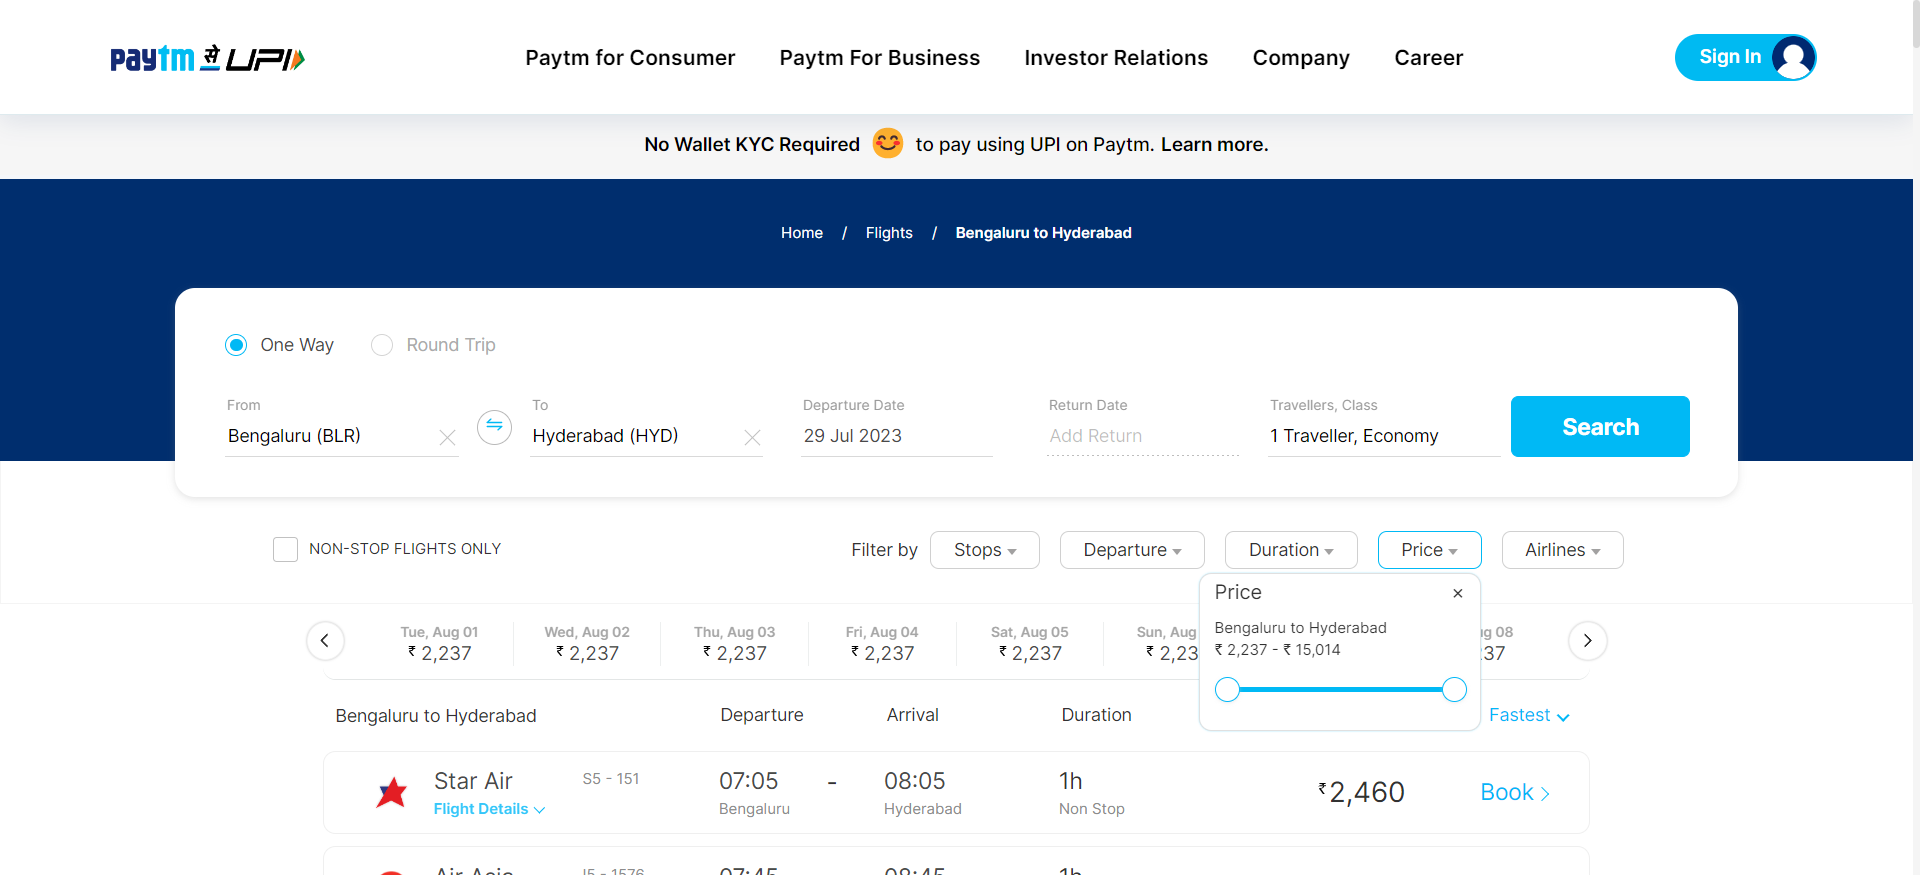 paytm से UPI
Paytm for Consumer
Paytm For Business
Investor Relations
Company
Career
Sign In
No Wallet KYC Required 😊 to pay using UPI on Paytm. Learn more.
Home / Flights / Bengaluru to Hyderabad
One Way
Round Trip
From
Bengaluru (BLR)
To
Hyderabad (HYD)
Departure Date
29 Jul 2023
Return Date
Add Return
Travellers, Class
1 Traveller, Economy
Search
NON-STOP FLIGHTS ONLY
Filter by
Stops
Departure
Duration
Price
Airlines
Price
×
Bengaluru to Hyderabad
₹ 2,237 - ₹ 15,014
Tue, Aug 01
₹ 2,237
Wed, Aug 02
₹ 2,237
Thu, Aug 03
₹ 2,237
Fri, Aug 04
₹ 2,237
Sat, Aug 05
₹ 2,237
Sun, Aug
₹ 2,23
08
37
Bengaluru to Hyderabad
Departure
Arrival
Duration
Fastest
Star Air
Flight Details
S5 - 151
07:05
Bengaluru
-
08:05
Hyderabad
1h
Non Stop
₹2,460
Book
Air Asia
I5 - 1576
07:45
08:45
1h